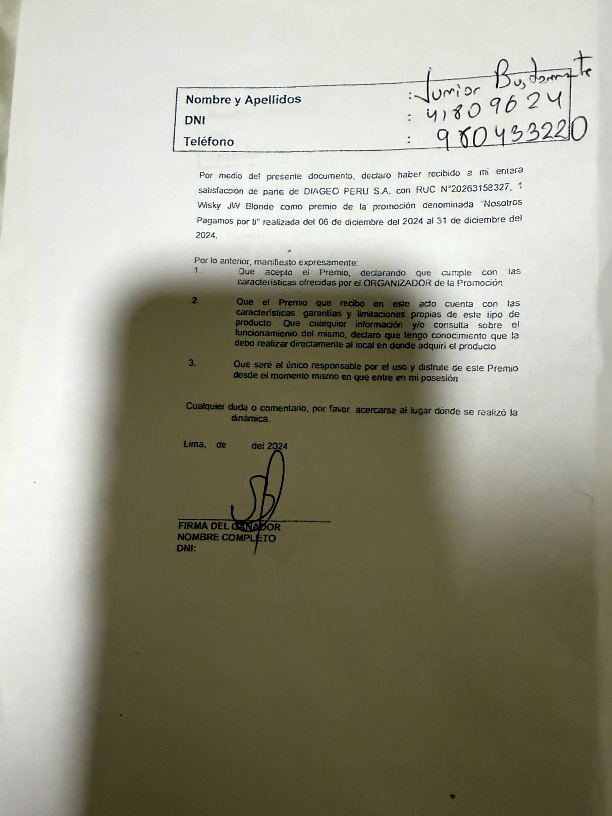 Nombre y Apellidos : Junior Bustamante
DNI : 41809624
Teléfono : 980433220
Por medio del presente documento, declaro haber recibido a mi entera
satisfacción de parte de DIAGEO PERU S.A. con RUC N°20263158327, 1
Wisky JW Blonde como premio de la promoción denominada "Nosotros
Pagamos por ti" realizada del 06 de diciembre del 2024 al 31 de diciembre del
2024,
Por lo anterior, manifiesto expresamente:
1. Que acepto el Premio, declarando que cumple con las
características ofrecidas por el ORGANIZADOR de la Promoción
2. Que el Premio que recibo en este acto cuenta con las
características garantías y limitaciones propias de este tipo de
producto. Que cualquier información y/o consulta sobre el
funcionamiento del mismo, declaro que tengo conocimiento que la
debo realizar directamente al local en donde adquirí el producto
3. Que seré el único responsable por el uso y disfrute de este Premio
desde el momento mismo en que entre en mi posesión
Cualquier duda o comentario, por favor, acercarse al lugar donde se realizó la
dinámica.
Lima, de del 2024
FIRMA DEL GANADOR
NOMBRE COMPLETO
DNI: